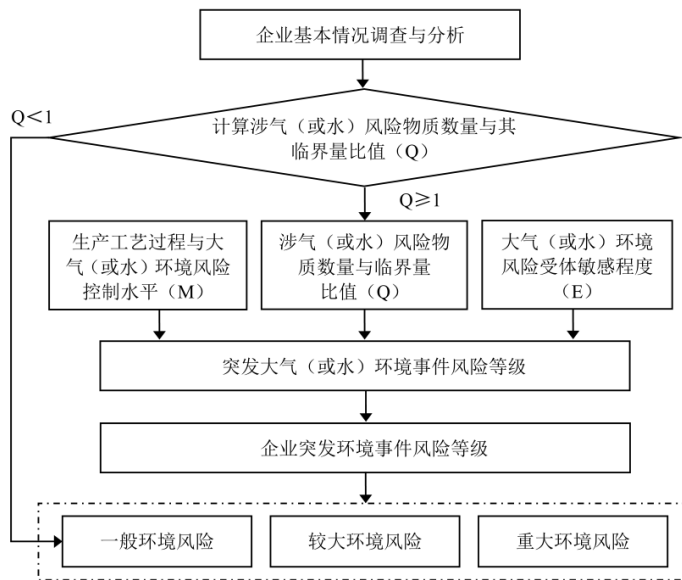 企业基本情况调查与分析
Q＜1
计算涉气（或水）风险物质数量与其
临界量比值（Q）
Q≥1
生产工艺过程与大
气（或水）环境风险
控制水平（M）
涉气（或水）风险物
质数量与临界量
比值（Q）
大气（或水）环境
风险受体敏感程度
（E）
突发大气（或水）环境事件风险等级
企业突发环境事件风险等级
一般环境风险
较大环境风险
重大环境风险